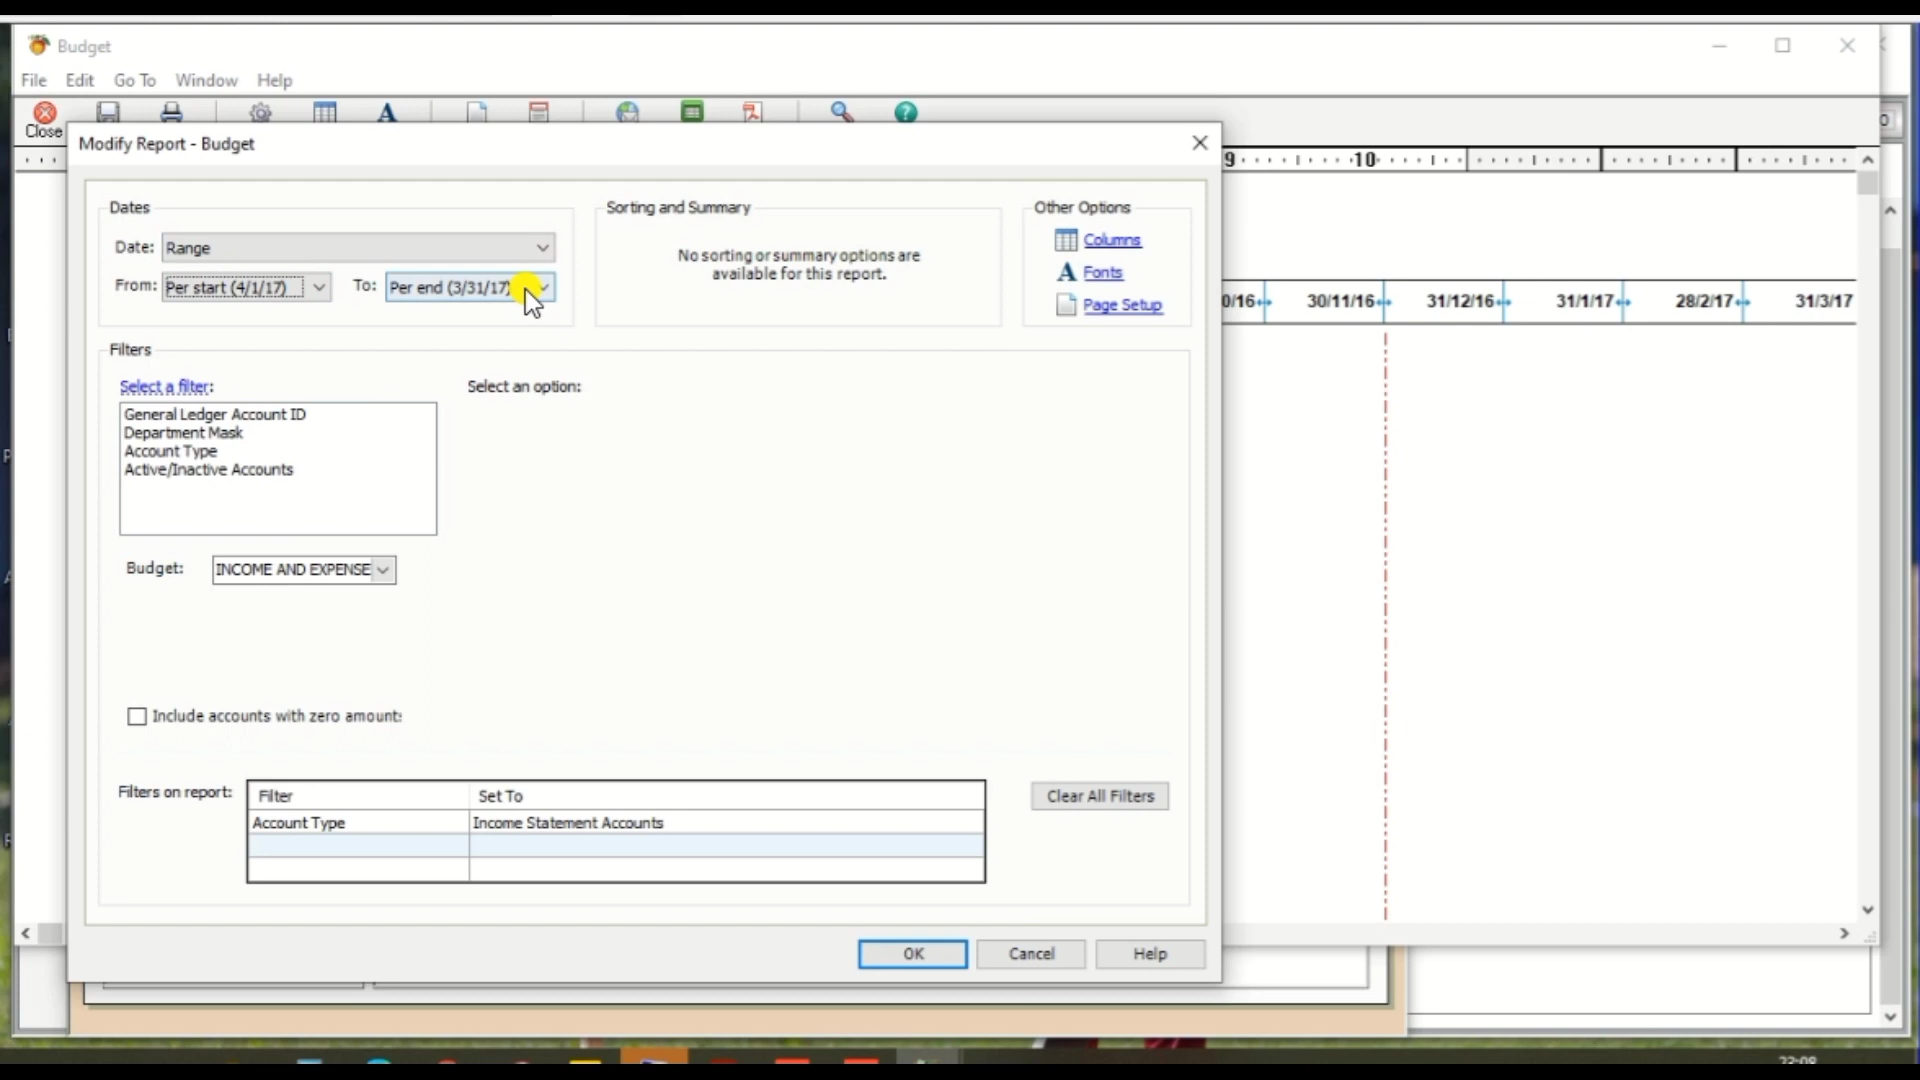 Budget
File Edit Go To Window Help
Close
Modify Report - Budget
9 10
Dates
Sorting and Summary
Other Options
Date: Range
No sorting or summary options are
available for this report.
Columns
From: Per start (4/1/17) To: Per end (3/31/17)
Fonts
Page Setup
0/16 30/11/16 31/12/16 31/1/17 28/2/17 31/3/17
Filters
Select a filter:
Select an option:
General Ledger Account ID
Department Mask
Account Type
Active/Inactive Accounts
Budget: INCOME AND EXPENSE
Include accounts with zero amount:
Filters on report:
Filter Set To
Clear All Filters
Account Type Income Statement Accounts
OK Cancel Help